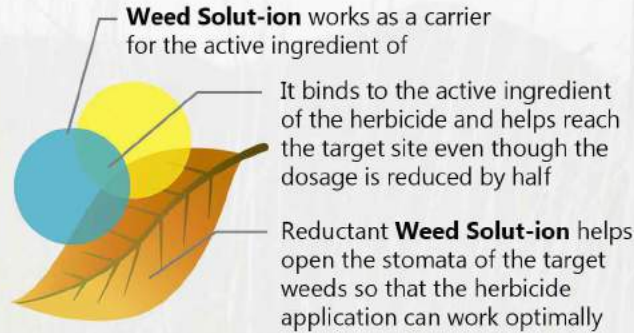 Weed Solut-ion works as a carrier
for the active ingredient of
It binds to the active ingredient
of the herbicide and helps reach
the target site even though the
dosage is reduced by half
Reductant Weed Solut-ion helps
open the stomata of the target
weeds so that the herbicide
application can work optimally